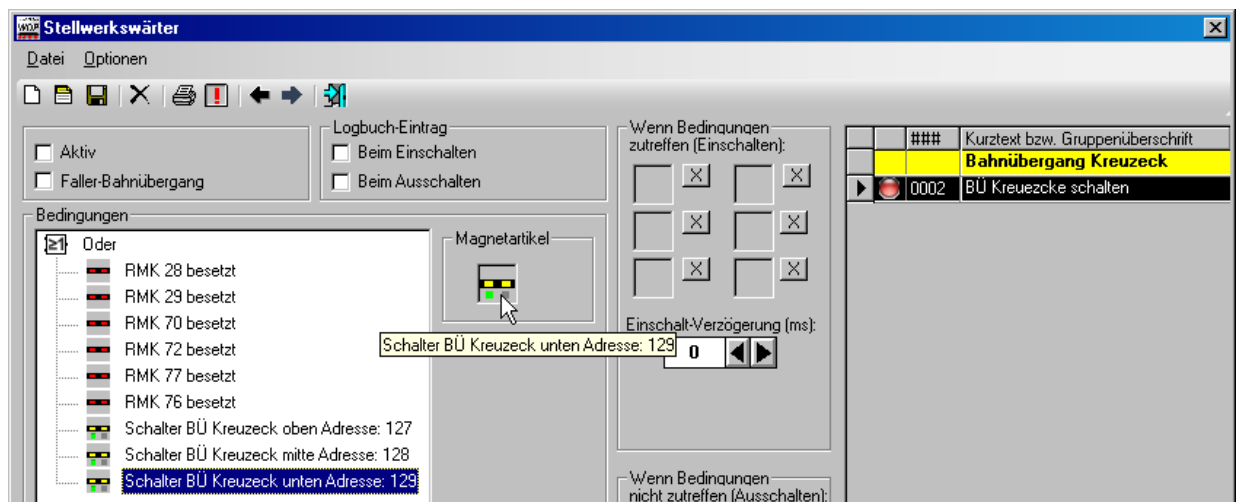 Stellwerkswärter
Datei Optionen
Aktiv
Faller-Bahnübergang
Logbuch-Eintrag
Beim Einschalten
Beim Ausschalten
Bedingungen
≥1 Oder
RMK 28 besetzt
RMK 29 besetzt
RMK 70 besetzt
RMK 72 besetzt
RMK 77 besetzt
RMK 76 besetzt
Schalter BÜ Kreuzeck oben Adresse: 127
Schalter BÜ Kreuzeck mitte Adresse: 128
Schalter BÜ Kreuzeck unten Adresse: 129
Magnetartikel
Schalter BÜ Kreuzeck unten Adresse: 129
Wenn Bedingungen
zutreffen (Einschalten):
X X
X X
X X
Einschalt-Verzögerung (ms):
0
Wenn Bedingungen
nicht zutreffen (Ausschalten):
### Kurztext bzw. Gruppenüberschrift
Bahnübergang Kreuzeck
0002 BÜ Kreuezcke schalten